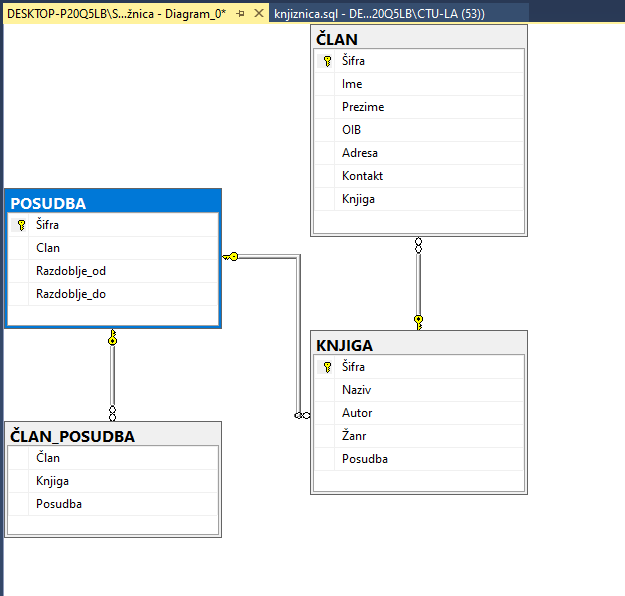 DESKTOP-P20Q5LB\S...žnica - Diagram_0*
knjiznica.sql - DE...20Q5LB\CTU-LA (53))
ČLAN
Šifra
Ime
Prezime
OIB
Adresa
Kontakt
Knjiga
POSUDBA
Šifra
Clan
Razdoblje_od
Razdoblje_do
KNJIGA
Šifra
Naziv
Autor
Žanr
Posudba
ČLAN_POSUDBA
Član
Knjiga
Posudba